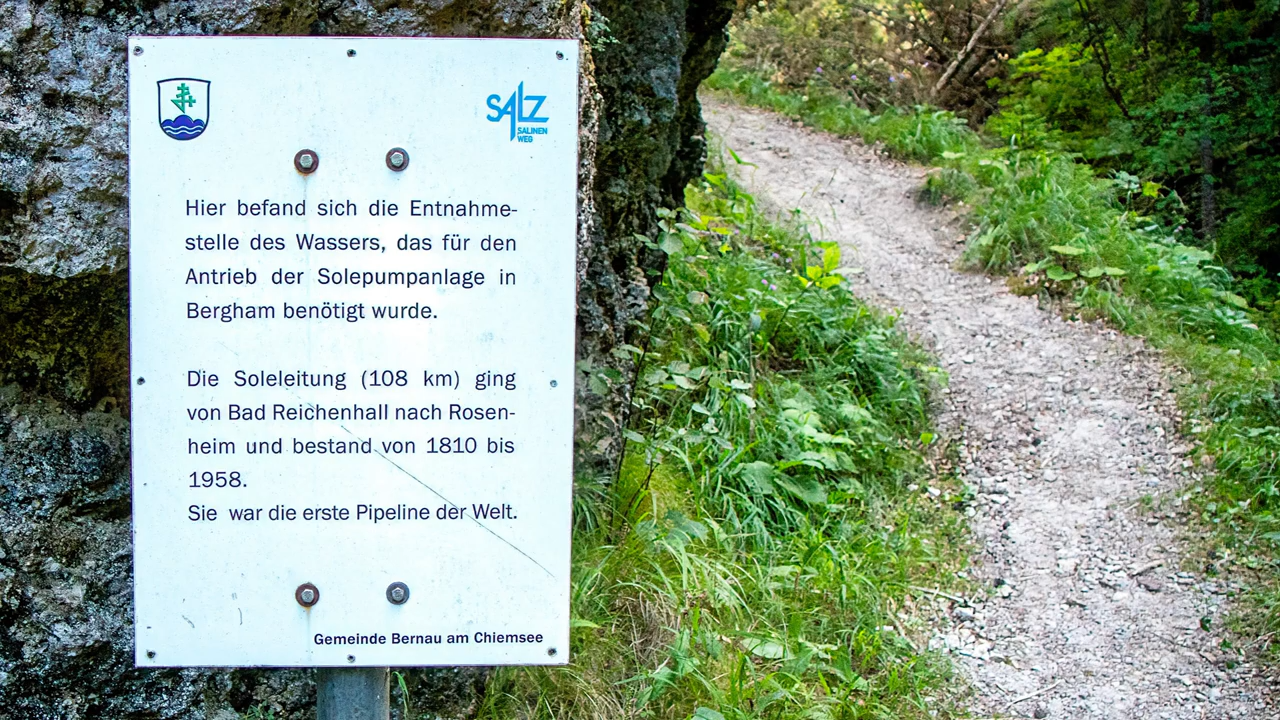 SALZ
SALINEN
WEG
Hier befand sich die Entnahme-
stelle des Wassers, das für den
Antrieb der Solepumpanlage in
Bergham benötigt wurde.
Die Soleleitung (108 km) ging
von Bad Reichenhall nach Rosen-
heim und bestand von 1810 bis
1958.
Sie war die erste Pipeline der Welt.
Gemeinde Bernau am Chiemsee